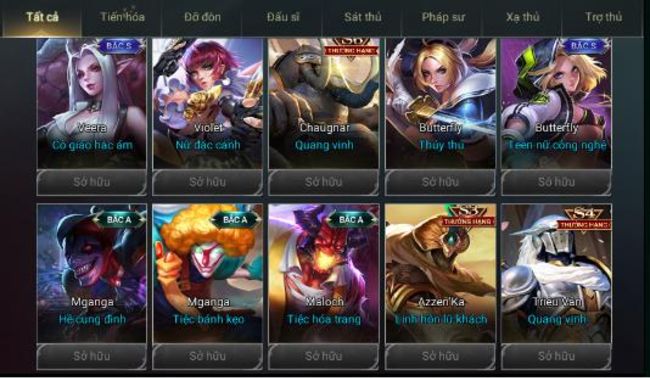 Tất cả
Tiến hóa
Đỡ đòn
Đấu sĩ
Sát thủ
Pháp sư
Xạ thủ
Trợ thủ
BẬC S
THƯỜNG HẠNG
BẬC S
Veera
Violet
Chaugnar
Butterfly
Butterfly
Cô giáo hắc ám
Nữ đặc cảnh
Quang vinh
Thủy thủ
Teen nữ công nghệ
Sở hữu
Sở hữu
Sở hữu
Sở hữu
Sở hữu
BẬC A
BẬC A
BẬC A
S3
THƯỜNG HẠNG
S4
THƯỜNG HẠNG
Mganga
Mganga
Maloch
Azzen'Ka
Triệu Vân
Hề cung đình
Tiệc bánh kẹo
Tiệc hóa trang
Linh hồn lữ khách
Quang vinh
Sở hữu
Sở hữu
Sở hữu
Sở hữu
Sở hữu